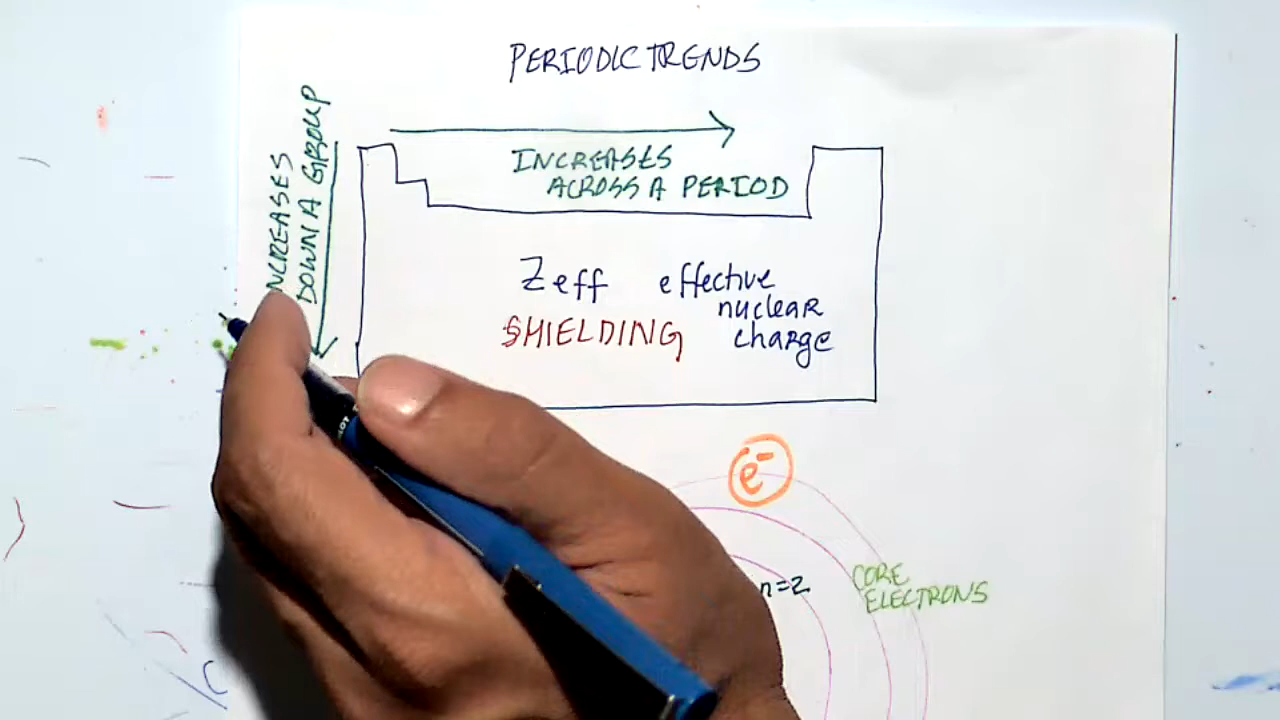 PERIODIC TRENDS
INCREASES
DOWN A GROUP
INCREASES
ACROSS A PERIOD
Zeff effective
nuclear
SHIELDING charge
e-
n=2
CORE
ELECTRONS